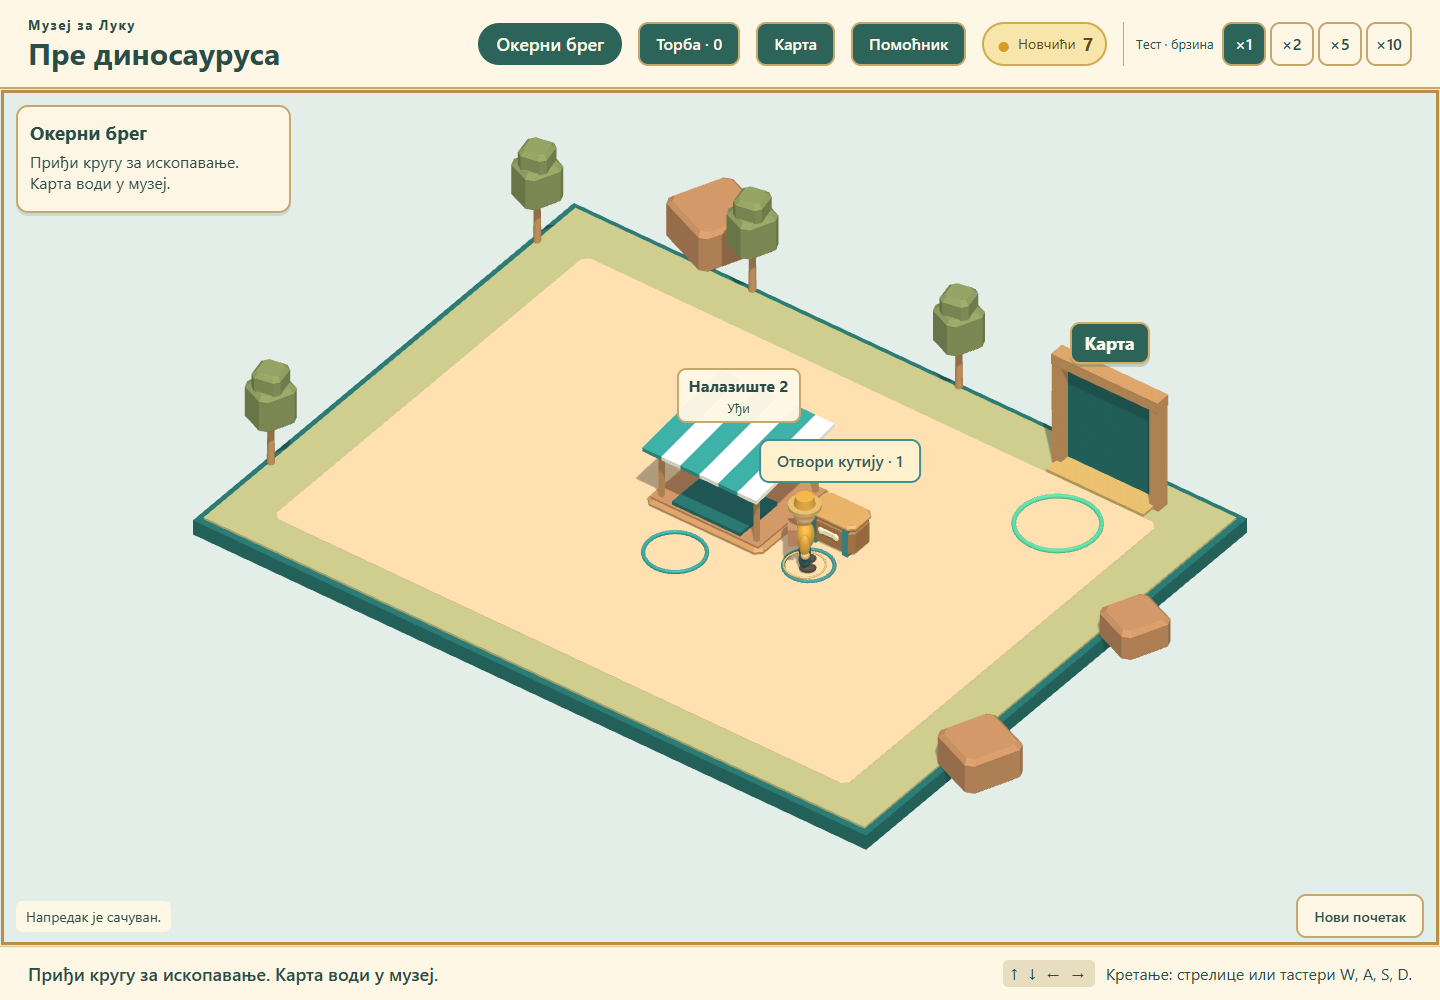 Музеј за Луку
Пре диносауруса
Окерни брег
Торба · 0
Карта
Помоћник
Новчићи 7
Тест · брзина
×1
×2
×5
×10
Окерни брег
Приђи кругу за ископавање.
Карта води у музеј.
Карта
Налазиште 2
Уђи
Отвори кутију · 1
Напредак је сачуван.
Нови почетак
Приђи кругу за ископавање. Карта води у музеј.
↑ ↓ ← → Кретање: стрелице или тастери W, A, S, D.